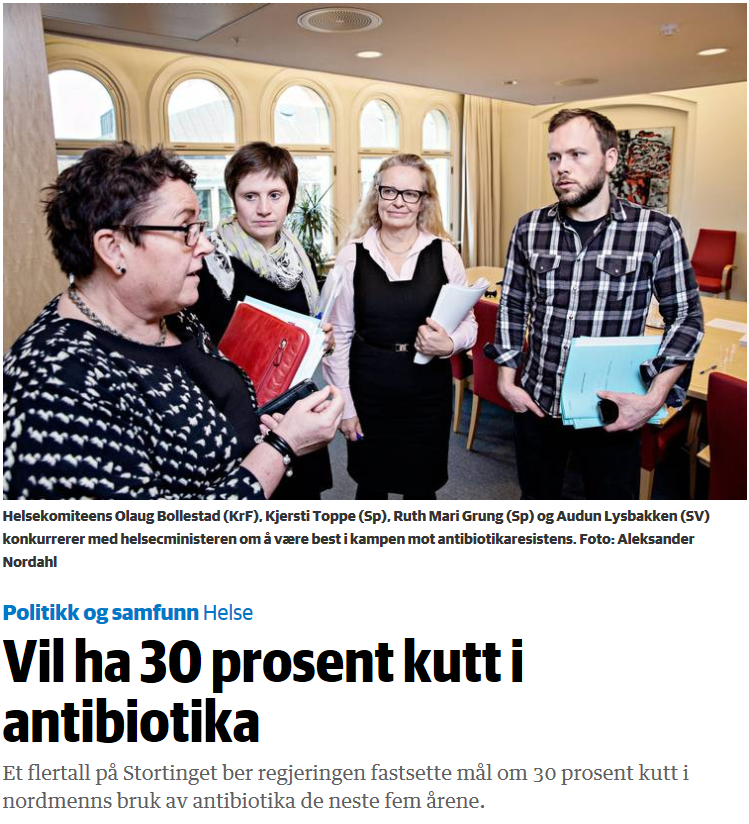 Helsekomiteens Olaug Bollestad (KrF), Kjersti Toppe (Sp), Ruth Mari Grung (Sp) og Audun Lysbakken (SV)
konkurrerer med helsecministeren om å være best i kampen mot antibiotikaresistens. Foto: Aleksander
Nordahl
Politikk og samfunn Helse
Vil ha 30 prosent kutt i
antibiotika
Et flertall på Stortinget ber regjeringen fastsette mål om 30 prosent kutt i
nordmenns bruk av antibiotika de neste fem årene.